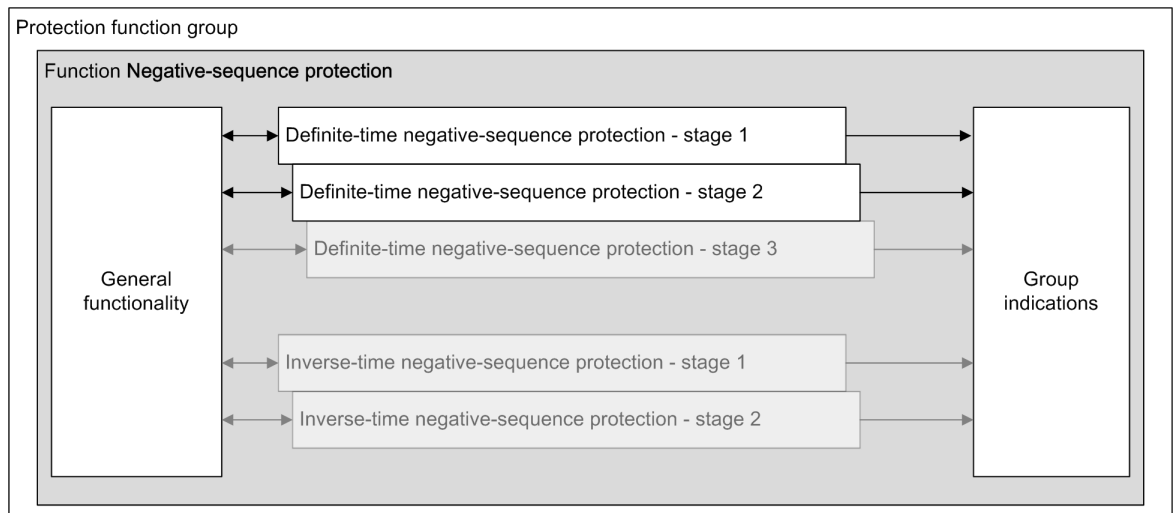 Protection function group
Function Negative-sequence protection
Definite-time negative-sequence protection - stage 1
Definite-time negative-sequence protection - stage 2
Definite-time negative-sequence protection - stage 3
General
functionality
Group
indications
Inverse-time negative-sequence protection - stage 1
Inverse-time negative-sequence protection - stage 2